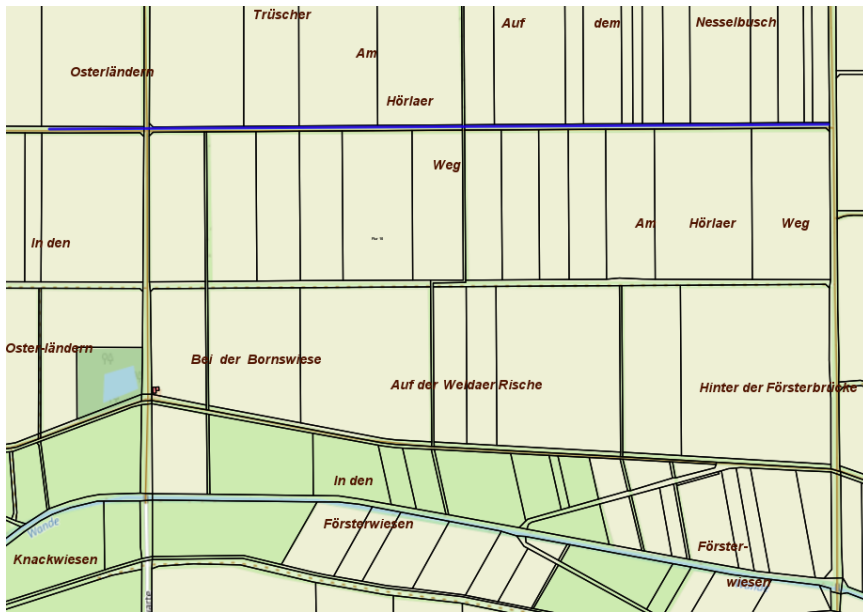 Trüscher
Auf dem Nesselbusch
Am
Osterländern
Hörlaer
Weg
Am Hörlaer Weg
In den
Oster-ländern
Bei der Bornswiese
Auf der Weidaer Rische
Hinter der Försterbrücke
In den
Försterwiesen
Wande
Knackwiesen
Förster-
wiesen